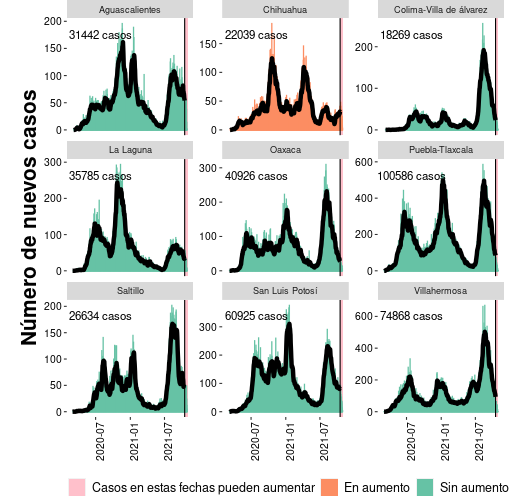 Número de nuevos casos
Aguascalientes
31442 casos
200
150
100
50
0
Chihuahua
22039 casos
150
100
50
0
Colima-Villa de álvarez
18269 casos
200
100
0
La Laguna
35785 casos
300
200
100
0
Oaxaca
40926 casos
300
200
100
0
Puebla-Tlaxcala
100586 casos
600
400
200
0
Saltillo
26634 casos
200
150
100
50
0
2020-07
2021-01
2021-07
San Luis Potosí
60925 casos
300
200
100
0
2020-07
2021-01
2021-07
Villahermosa
74868 casos
600
400
200
0
2020-07
2021-01
2021-07
Casos en estas fechas pueden aumentar
En aumento
Sin aumento